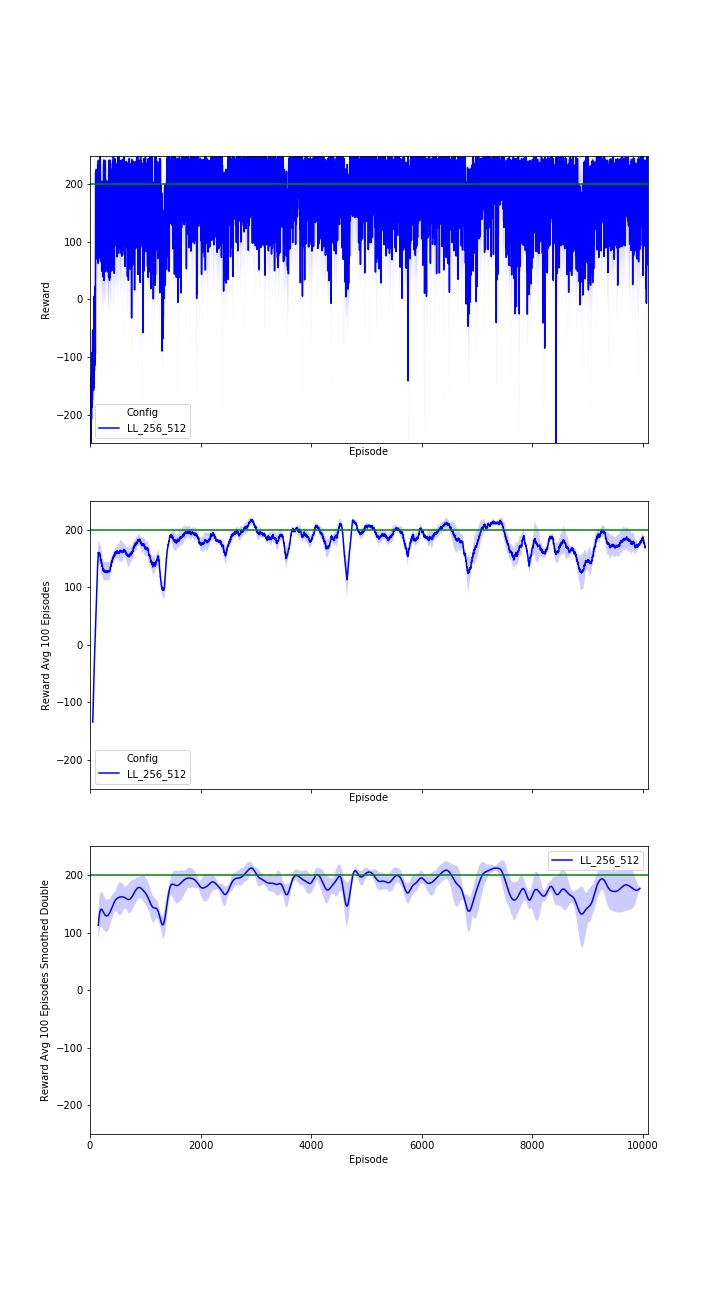 Reward
200
100
0
−100
−200
Config
LL_256_512
Episode
Reward Avg 100 Episodes
200
100
0
−100
−200
Config
LL_256_512
Episode
Reward Avg 100 Episodes Smoothed Double
200
100
0
−100
−200
LL_256_512
0 2000 4000 6000 8000 10000
Episode